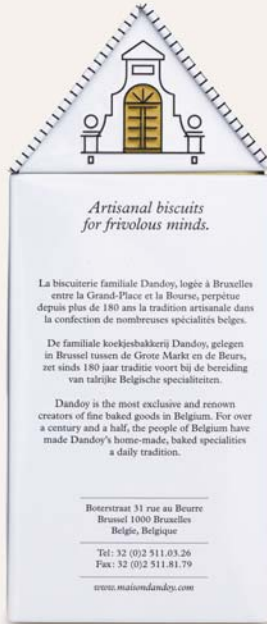 Artisanal biscuits
for frivolous minds.
La biscuiterie familiale Dandoy, logée à Bruxelles
entre la Grand-Place et la Bourse, perpétue
depuis plus de 180 ans la tradition artisanale dans
la confection de nombreuses spécialités belges.
De familiale koekjesbakkerij Dandoy, gelegen
in Brussel tussen de Grote Markt en de Beurs,
zet sinds 180 jaar traditie voort bij de bereiding
van talrijke Belgische specialiteiten.
Dandoy is the most exclusive and renown
creators of fine baked goods in Belgium. For over
a century and a half, the people of Belgium have
made Dandoy's home-made, baked specialities
a daily tradition.
Boterstraat 31 rue au Beurre
Brussel 1000 Bruxelles
Belgie, Belgique
Tel: 32 (0)2 511.03.26
Fax: 32 (0)2 511.81.79
www.maisondandoy.com